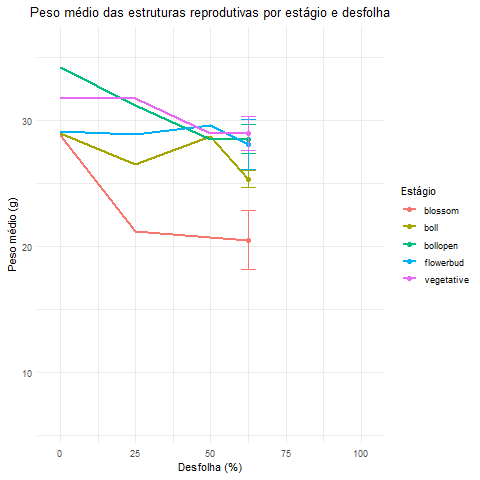 Peso médio das estruturas reprodutivas por estágio e desfolha
Peso médio (g)
30
20
10
0
25
50
75
100
Desfolha (%)
Estágio
blossom
boll
bollopen
flowerbud
vegetative